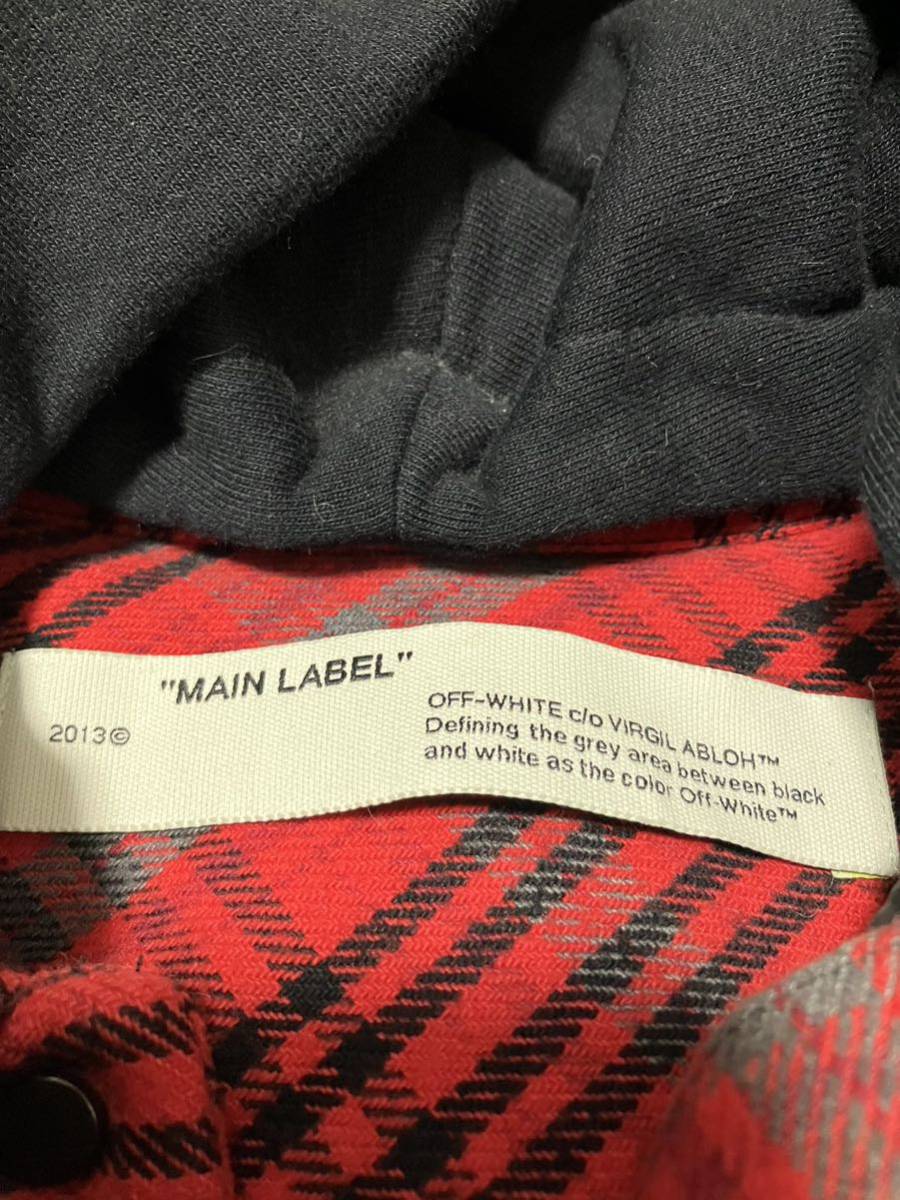 "MAIN LABEL"
2013©
OFF-WHITE c/o VIRGIL ABLOH™
Defining the grey area between black
and white as the color Off-White™